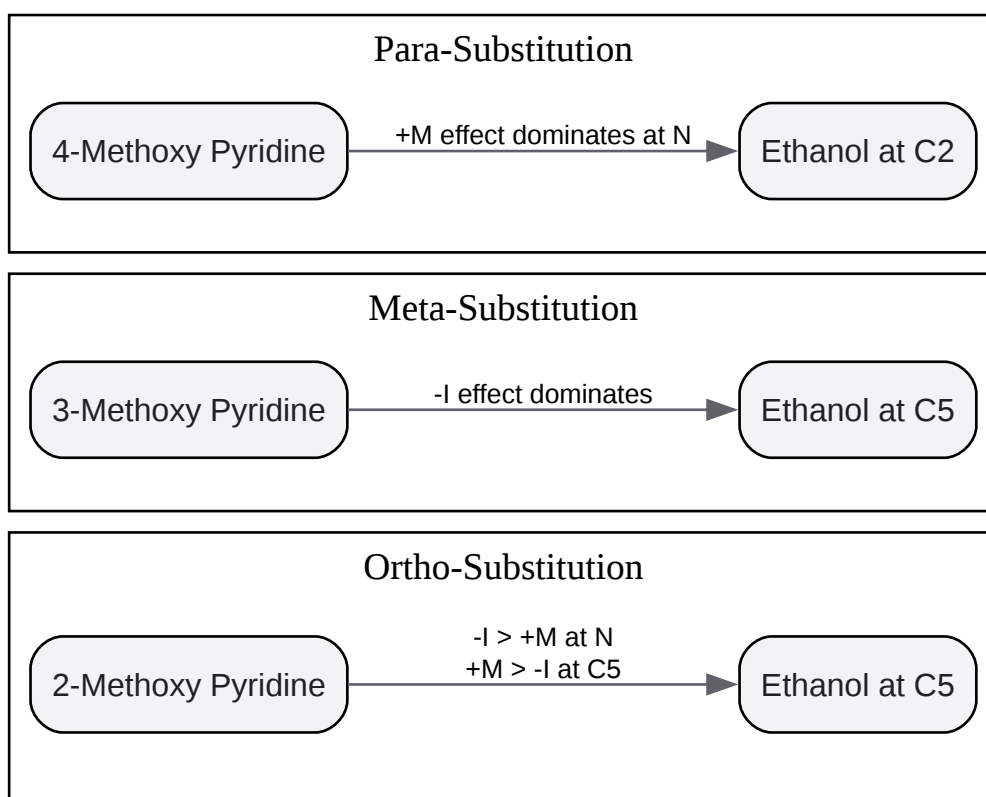 Para-Substitution
4-Methoxy Pyridine
+M effect dominates at N
Ethanol at C2
Meta-Substitution
3-Methoxy Pyridine
-I effect dominates
Ethanol at C5
Ortho-Substitution
2-Methoxy Pyridine
-I > +M at N
+M > -I at C5
Ethanol at C5